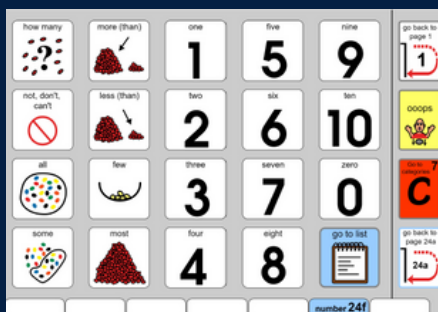 how many
?
more (than)
one
1
five
5
nine
9
go back to
page 1
1
not, don't,
can't
less (than)
two
2
six
6
ten
10
ooops
all
few
three
3
seven
7
zero
0
Go to
categories
7
C
some
most
four
4
eight
8
go to list
go back to
page 24a
24a
number 24f